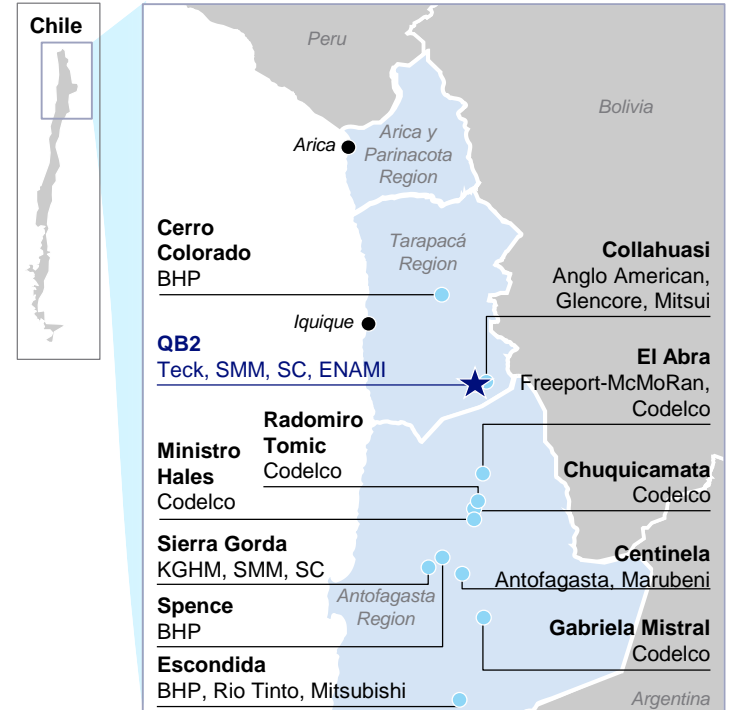 Chile
Peru
Bolivia
Arica
Arica y
Parinacota
Region
Cerro
Colorado
BHP
Tarapacá
Region
Collahuasi
Anglo American,
Glencore, Mitsui
Iquique
QB2
Teck, SMM, SC, ENAMI
El Abra
Freeport-McMoRan,
Codelco
Radomiro
Tomic
Codelco
Ministro
Hales
Codelco
Chuquicamata
Codelco
Sierra Gorda
KGHM, SMM, SC
Centinela
Antofagasta, Marubeni
Antofagasta
Region
Spence
BHP
Gabriela Mistral
Codelco
Escondida
BHP, Rio Tinto, Mitsubishi
Argentina